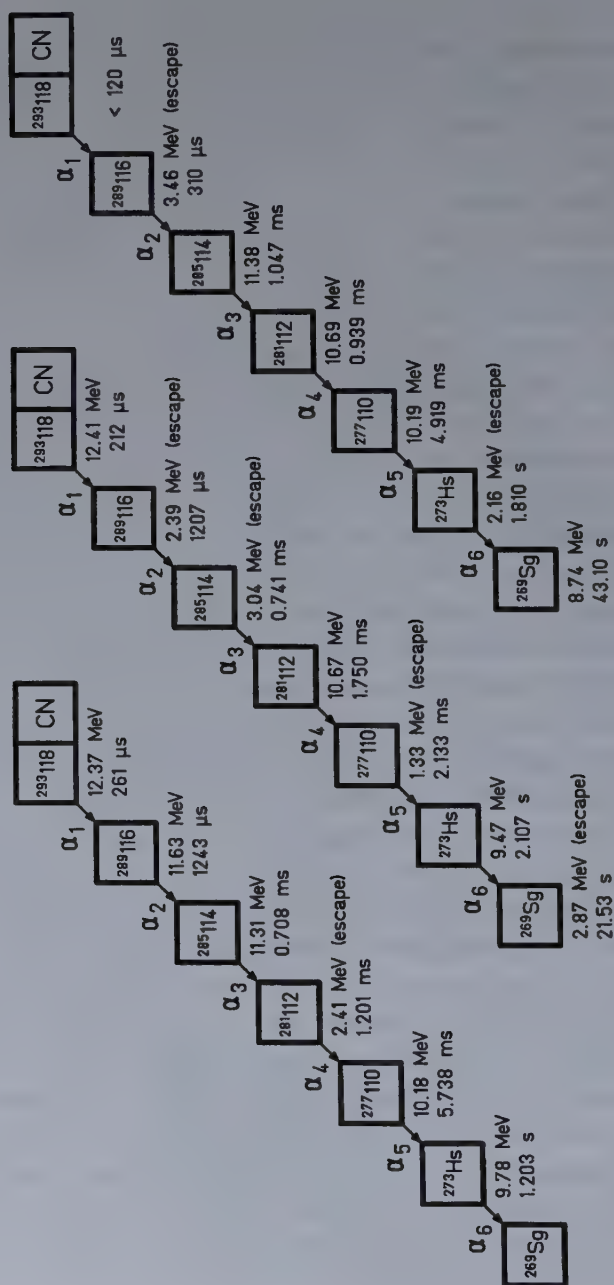 ²⁹³118 CN
α₁
12.37 MeV
261 µs
²⁸⁹116
α₂
11.63 MeV
1243 µs
²⁸⁵114
α₃
11.31 MeV
0.708 ms
²⁸¹112
α₄
2.41 MeV (escape)
1.201 ms
²⁷⁷110
α₅
10.18 MeV
5.738 ms
²⁷³Hs
α₆
9.78 MeV
1.203 s
²⁶⁹Sg
²⁹³118 CN
α₁
12.41 MeV
212 µs
²⁸⁹116
α₂
2.39 MeV (escape)
1207 µs
²⁸⁵114
α₃
3.04 MeV (escape)
0.741 ms
²⁸¹112
α₄
10.67 MeV
1.750 ms
²⁷⁷110
α₅
1.33 MeV (escape)
2.133 ms
²⁷³Hs
α₆
9.47 MeV
2.107 s
²⁶⁹Sg
2.87 MeV (escape)
21.53 s
²⁹³118 CN
α₁
< 120 µs
²⁸⁹116
α₂
3.46 MeV (escape)
310 µs
²⁸⁵114
α₃
11.38 MeV
1.047 ms
²⁸¹112
α₄
10.69 MeV
0.939 ms
²⁷⁷110
α₅
10.19 MeV
4.919 ms
²⁷³Hs
α₆
2.16 MeV (escape)
1.810 s
²⁶⁹Sg
8.74 MeV
43.10 s